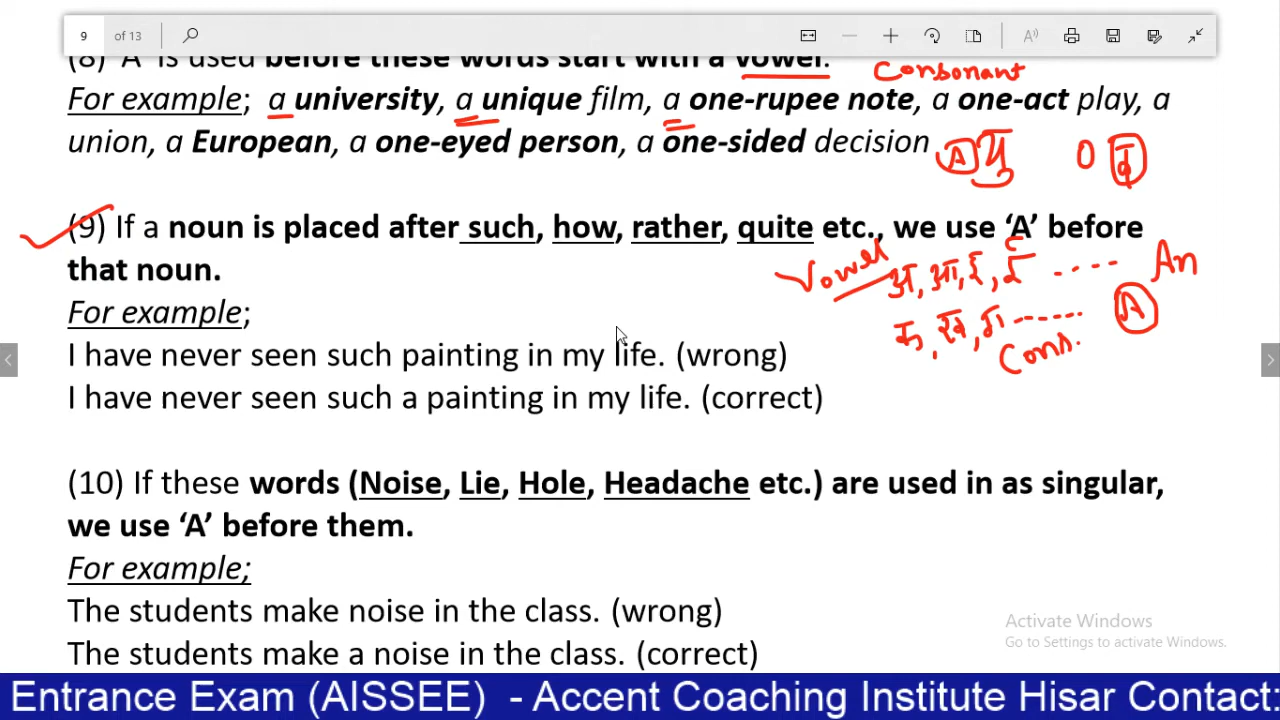 9 of 13
(8) 'A' is used before these words start with a vowel.
Consonant
For example; a university, a unique film, a one-rupee note, a one-act play, a
union, a European, a one-eyed person, a one-sided decision
A यू 0 व
(9) If a noun is placed after such, how, rather, quite etc., we use 'A' before
that noun.
Vowel अ, आ, इ, ई ---- An
For example;
क, ख, ग ------ A
Cons.
I have never seen such painting in my life. (wrong)
I have never seen such a painting in my life. (correct)
(10) If these words (Noise, Lie, Hole, Headache etc.) are used in as singular,
we use 'A' before them.
For example;
The students make noise in the class. (wrong)
The students make a noise in the class. (correct)
Activate Windows
Go to Settings to activate Windows.
Entrance Exam (AISSEE) - Accent Coaching Institute Hisar Contact: